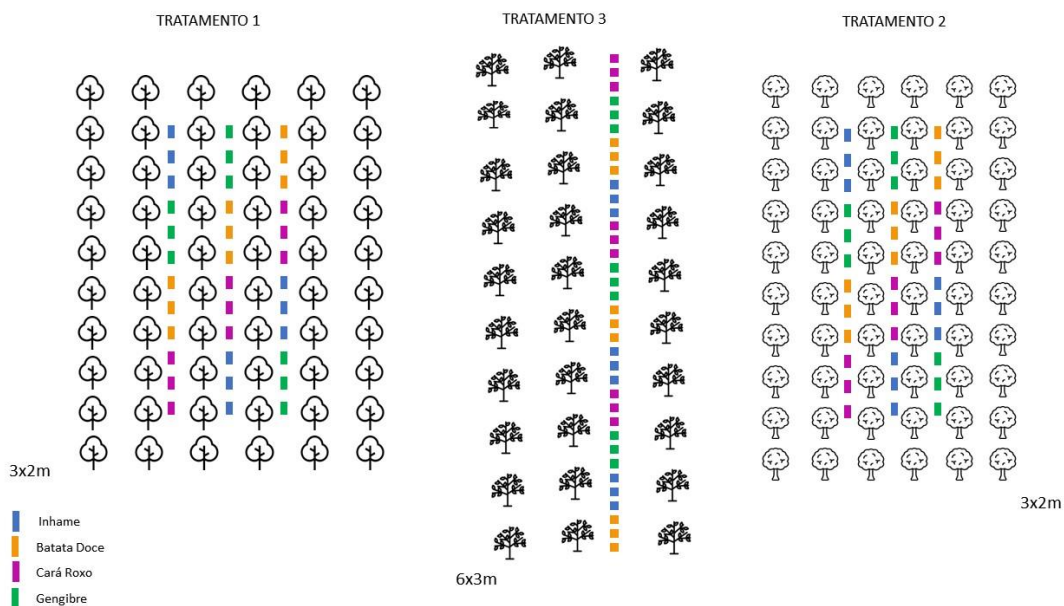 TRATAMENTO 1
TRATAMENTO 3
TRATAMENTO 2
3x2m
6x3m
3x2m
Inhame
Batata Doce
Cará Roxo
Gengibre